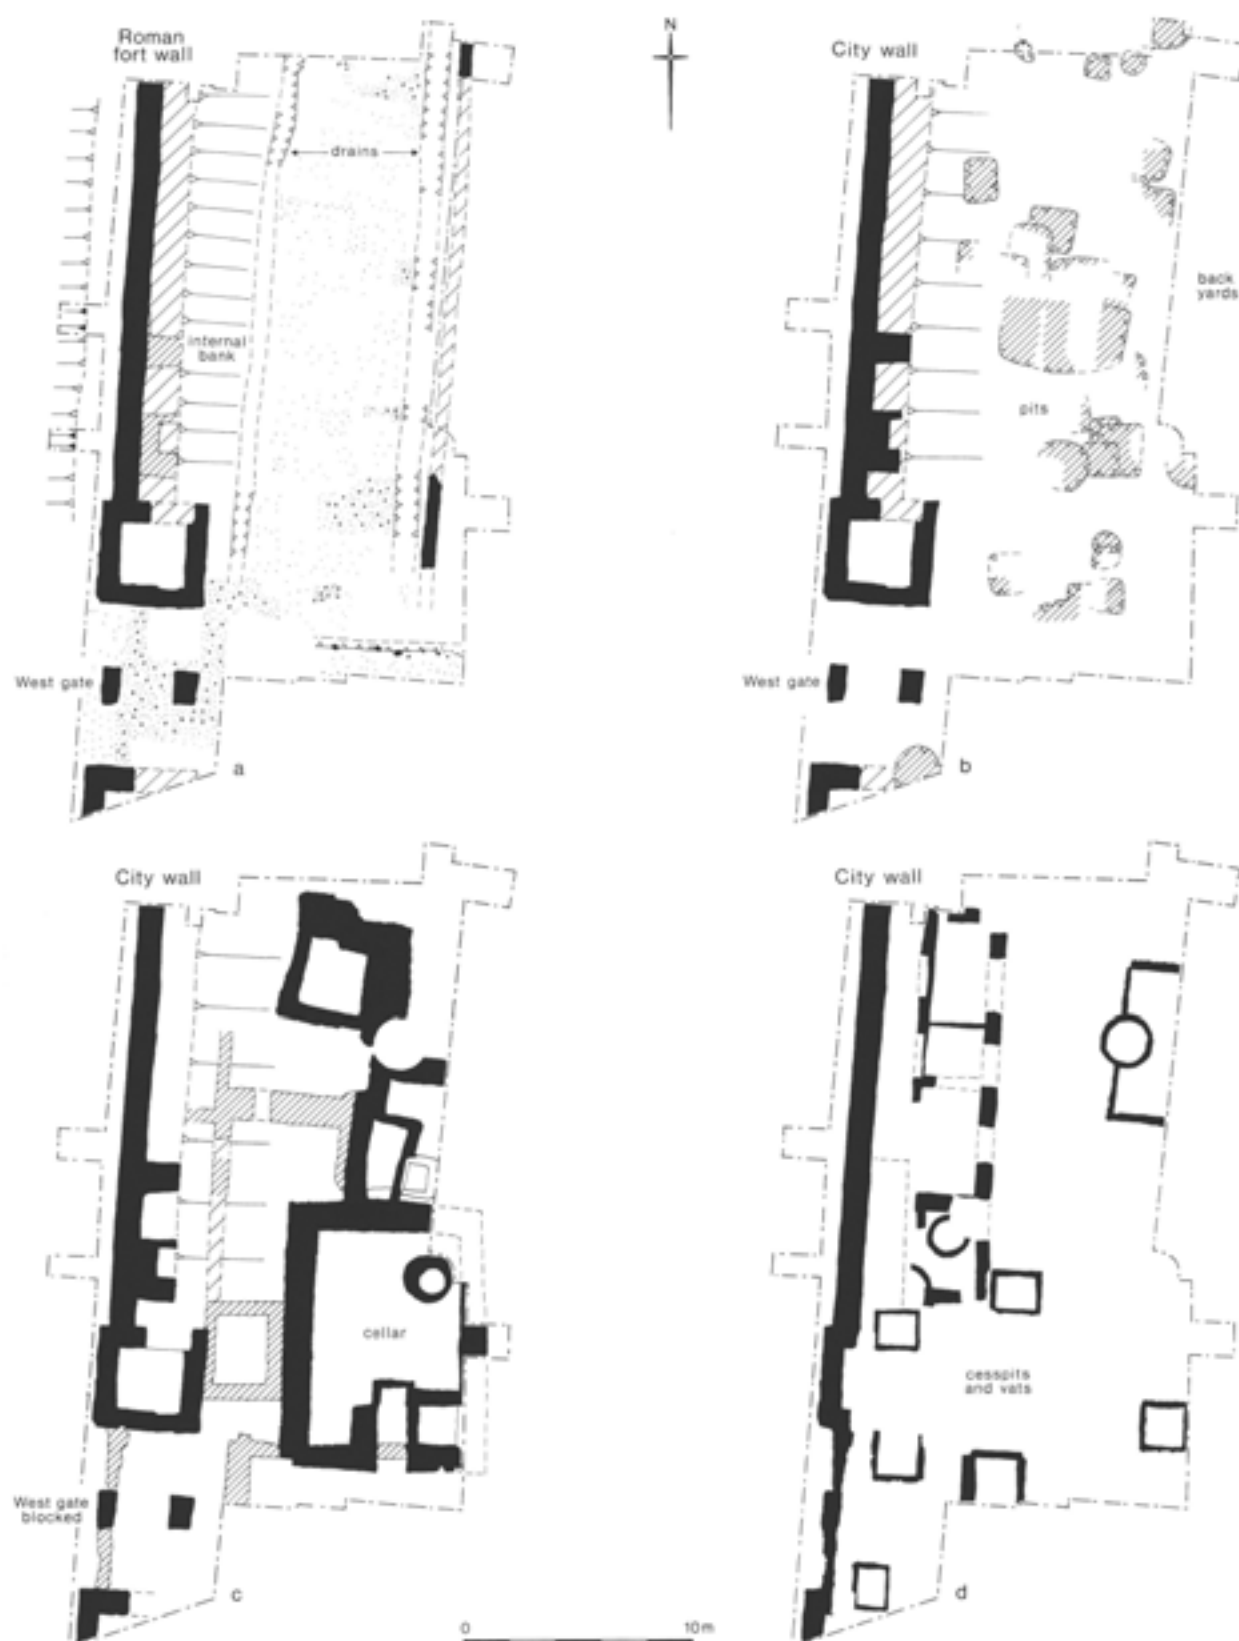 Roman
fort wall
N
City wall
drains
back
yards
internal
bank
pits
West gate
West gate
a
b
City wall
City wall
cellar
cesspits
and vats
West gate
blocked
c
d
0
10m